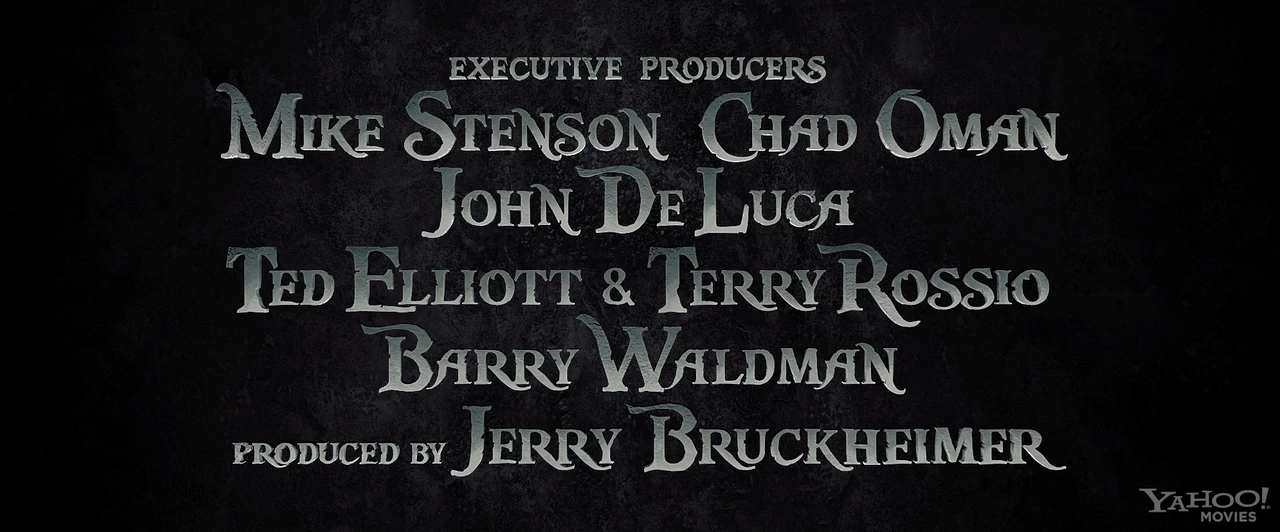 EXECUTIVE PRODUCERS
MIKE STENSON CHAD OMAN
JOHN DE LUCA
TED ELLIOTT & TERRY ROSSIO
BARRY WALDMAN
PRODUCED BY JERRY BRUCKHEIMER
YAHOO!
MOVIES